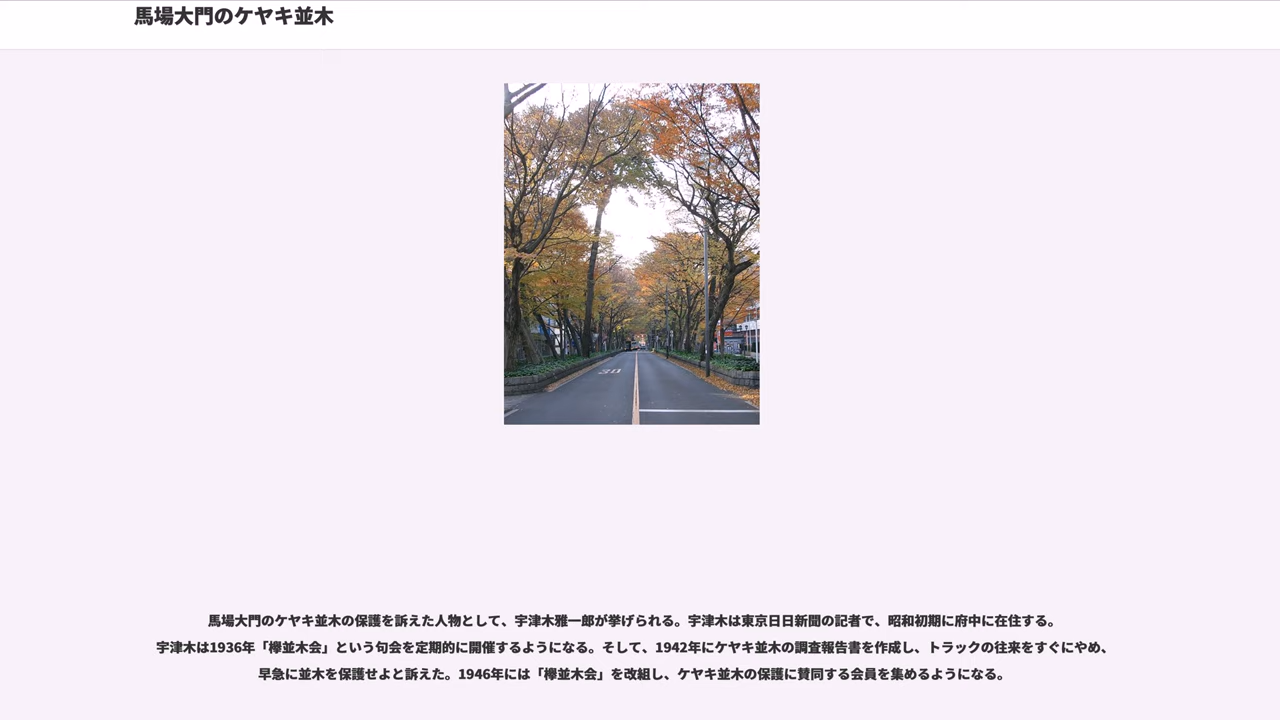 馬場大門のケヤキ並木
30
馬場大門のケヤキ並木の保護を訴えた人物として、宇津木雅一郎が挙げられる。宇津木は東京日日新聞の記者で、昭和初期に府中に在住する。
宇津木は1936年「欅並木会」という句会を定期的に開催するようになる。そして、1942年にケヤキ並木の調査報告書を作成し、トラックの往来をすぐにやめ、
早急に並木を保護せよと訴えた。1946年には「欅並木会」を改組し、ケヤキ並木の保護に賛同する会員を集めるようになる。